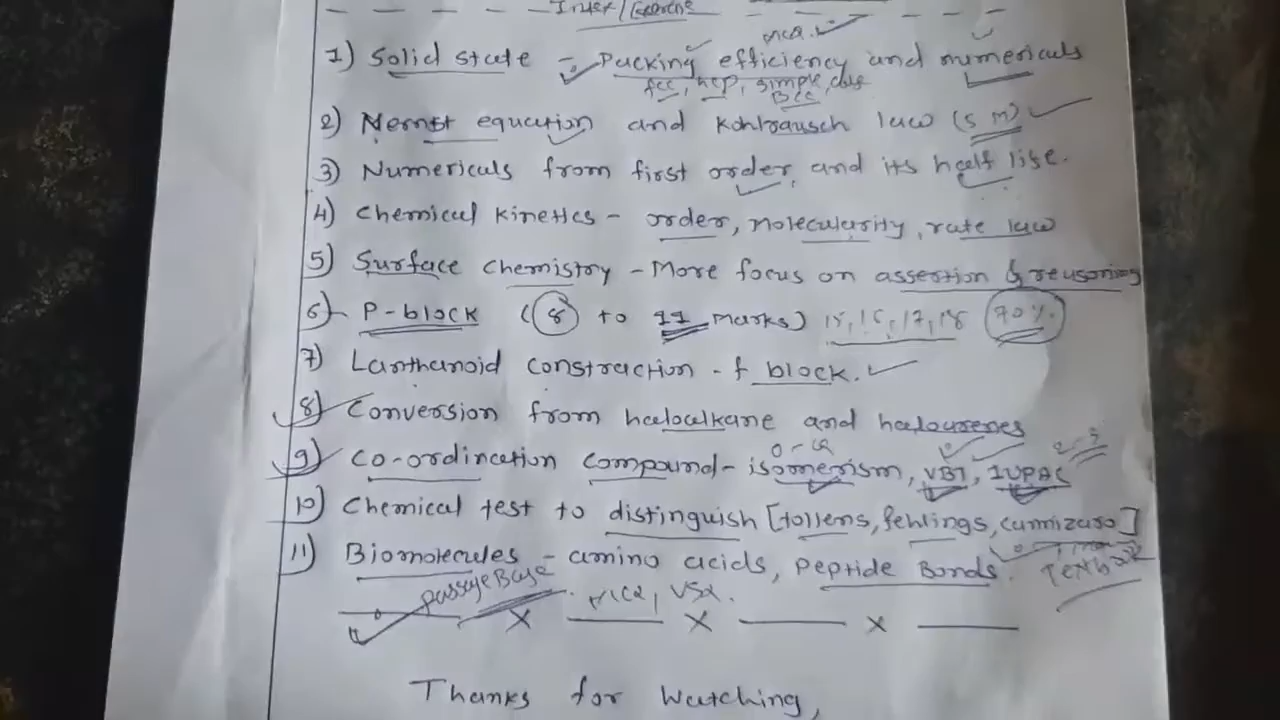 MCQ.
1) Solid state - Packing efficiency and numericals
fcc, hcp, simple,
BCC
2) Nernst equation and Kohlrausch law (5 M)
3) Numericals from first order, and its half life.
4) Chemical Kinetics - order, Molecularity, rate law
5) Surface chemistry - More focus on assertion & reasoning
6) P-block (8 to 11 Marks) 15, 16, 17, 18 90%
7) Lanthanoid constraction - f block.
8) Conversion from haloalkane and haloarenes
9) Co-ordination compound - isomerism, VBT, IUPAC
10) Chemical test to distinguish [tollens, fehlings, cannizaro]
11) Biomolecules - amino acids, Peptide Bonds. Textbook
passage Base. MCQ, VSA.
Thanks for Watching,